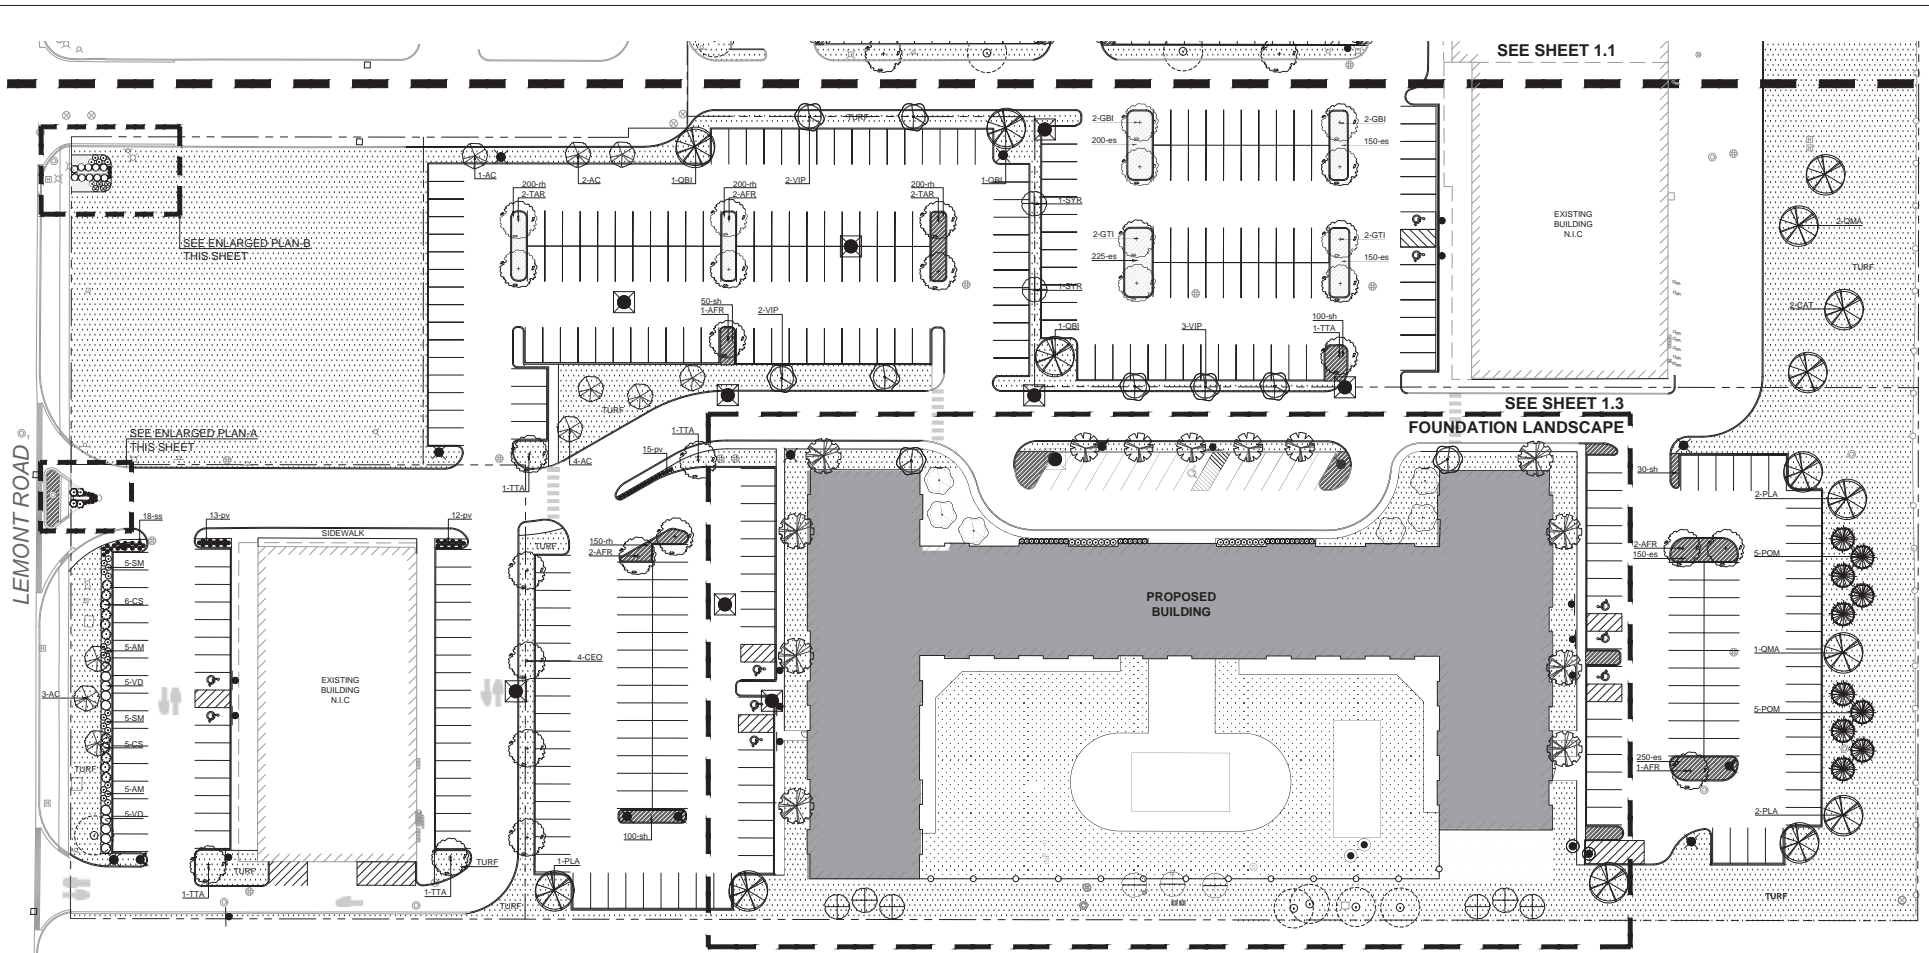 SEE SHEET 1.1
TURF
2-GBI
200-es
2-GBI
150-es
1-AC
2-AC
1-QBI
2-VIP
1-QBI
200-rh
2-TAR
200-rh
2-AFR
200-rh
2-TAR
1-SYR
2-GTI
225-es
2-GTI
150-es
EXISTING
BUILDING
N.I.C
2-QMA
TURF
SEE ENLARGED PLAN-B
THIS SHEET
1-SYR
50-sh
1-AFR
2-VIP
1-QBI
3-VIP
100-sh
1-TTA
2-CAT
TURF
SEE SHEET 1.3
FOUNDATION LANDSCAPE
SEE ENLARGED PLAN-A
THIS SHEET
1-TTA
15-pv
4-AC
1-TTA
30-sh
2-PLA
LEMONT ROAD
18-ss
13-pv
12-pv
SIDEWALK
TURF
150-rh
2-AFR
2-AFR
150-es
5-POM
5-SM
6-CS
5-AM
5-VD
3-AC
5-SM
5-CS
TURF
5-AM
5-VD
EXISTING
BUILDING
N.I.C
4-CEO
PROPOSED
BUILDING
1-QMA
5-POM
250-es
1-AFR
2-PLA
100-sh
TURF
1-TTA
TURF
1-TTA
1-PLA
TURF
TURF